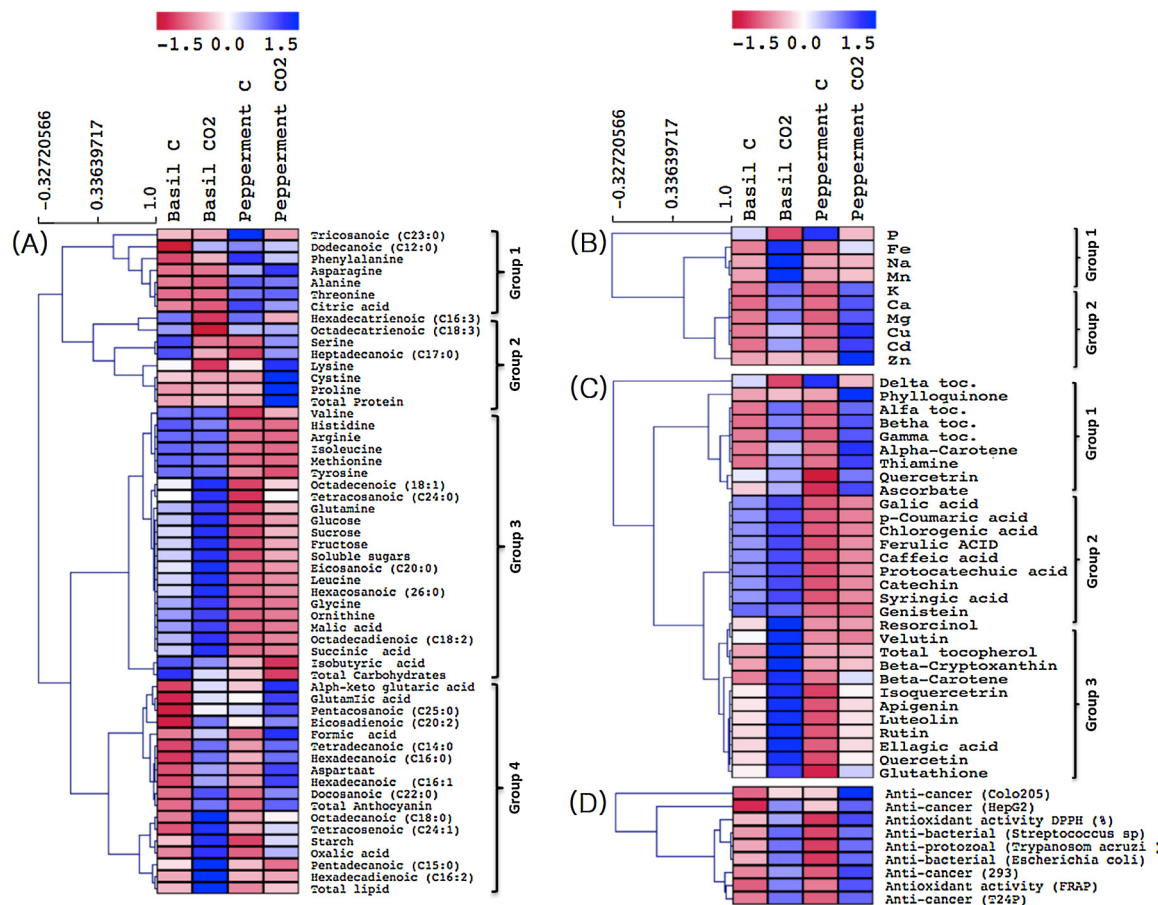 -1.5 0.0 1.5
-0.32720566
0.33639717
1.0
Basil C
Basil CO2
Pepperment C
Pepperment CO2
(A)
Tricosanoic (C23:0)
Dodecanoic (C12:0)
Phenylalanine
Asparagine
Alanine
Threonine
Citric acid
Group 1
Hexadecatrienoic (C16:3)
Octadecatrienoic (C18:3)
Serine
Heptadecanoic (C17:0)
Lysine
Cystine
Proline
Total Protein
Group 2
Valine
Histidine
Arginie
Isoleucine
Methionine
Tyrosine
Octadecenoic (18:1)
Tetracosanoic (C24:0)
Glutamine
Glucose
Sucrose
Fructose
Soluble sugars
Eicosanoic (C20:0)
Leucine
Hexacosanoic (26:0)
Glycine
Ornithine
Malic acid
Octadecadienoic (C18:2)
Succinic acid
Isobutyric acid
Total Carbohydrates
Group 3
Alph-keto glutaric acid
GlutamIic acid
Pentacosanoic (C25:0)
Eicosadienoic (C20:2)
Formic acid
Tetradecanoic (C14:0
Hexadecanoic (C16:0)
Aspartaat
Hexadecanoic (C16:1
Docosanoic (C22:0)
Total Anthocyanin
Octadecanoic (C18:0)
Tetracosenoic (C24:1)
Starch
Oxalic acid
Pentadecanoic (C15:0)
Hexadecadienoic (C16:2)
Total lipid
Group 4
-1.5 0.0 1.5
-0.32720566
0.33639717
1.0
Basil C
Basil CO2
Pepperment C
Pepperment CO2
(B)
P
Fe
Na
Mn
Group 1
K
Ca
Mg
Cu
Cd
Zn
Group 2
(C)
Delta toc.
Phylloquinone
Alfa toc.
Betha toc.
Gamma toc.
Alpha-Carotene
Thiamine
Quercetrin
Ascorbate
Group 1
Galic acid
p-Coumaric acid
Chlorogenic acid
Ferulic ACID
Caffeic acid
Protocatechuic acid
Catechin
Syringic acid
Genistein
Group 2
Resorcinol
Velutin
Total tocopherol
Beta-Cryptoxanthin
Beta-Carotene
Isoquercetrin
Apigenin
Luteolin
Rutin
Ellagic acid
Quercetin
Glutathione
Group 3
(D)
Anti-cancer (Colo205)
Anti-cancer (HepG2)
Antioxidant activity DPPH (%)
Anti-bacterial (Streptococcus sp)
Anti-protozoal (Trypanosom acruzi
Anti-bacterial (Escherichia coli)
Anti-cancer (293)
Antioxidant activity (FRAP)
Anti-cancer (T24P)